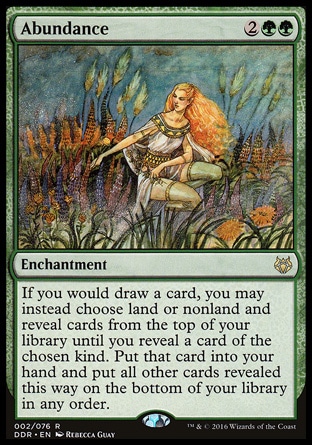 Abundance 2
Enchantment
If you would draw a card, you may
instead choose land or nonland and
reveal cards from the top of your
library until you reveal a card of the
chosen kind. Put that card into your
hand and put all other cards revealed
this way on the bottom of your library
in any order.
002/076 R
DDR • EN Rebecca Guay
™ & © 2016 Wizards of the Coast